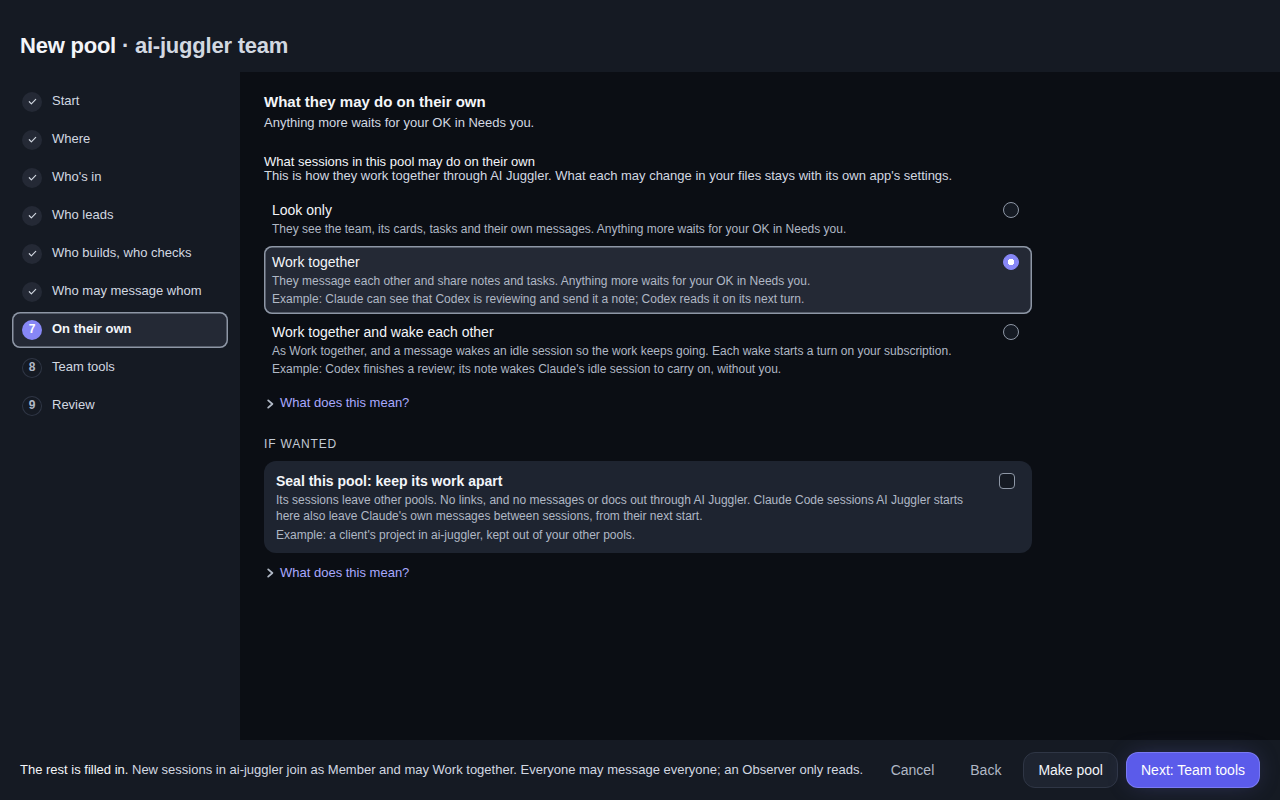 New pool · ai-juggler team
Start
Where
Who's in
Who leads
Who builds, who checks
Who may message whom
7 On their own
8 Team tools
9 Review
What they may do on their own
Anything more waits for your OK in Needs you.
What sessions in this pool may do on their own
This is how they work together through AI Juggler. What each may change in your files stays with its own app's settings.
Look only
They see the team, its cards, tasks and their own messages. Anything more waits for your OK in Needs you.
Work together
They message each other and share notes and tasks. Anything more waits for your OK in Needs you.
Example: Claude can see that Codex is reviewing and send it a note; Codex reads it on its next turn.
Work together and wake each other
As Work together, and a message wakes an idle session so the work keeps going. Each wake starts a turn on your subscription.
Example: Codex finishes a review; its note wakes Claude's idle session to carry on, without you.
What does this mean?
IF WANTED
Seal this pool: keep its work apart
Its sessions leave other pools. No links, and no messages or docs out through AI Juggler. Claude Code sessions AI Juggler starts
here also leave Claude's own messages between sessions, from their next start.
Example: a client's project in ai-juggler, kept out of your other pools.
What does this mean?
The rest is filled in. New sessions in ai-juggler join as Member and may Work together. Everyone may message everyone; an Observer only reads.
Cancel
Back
Make pool
Next: Team tools